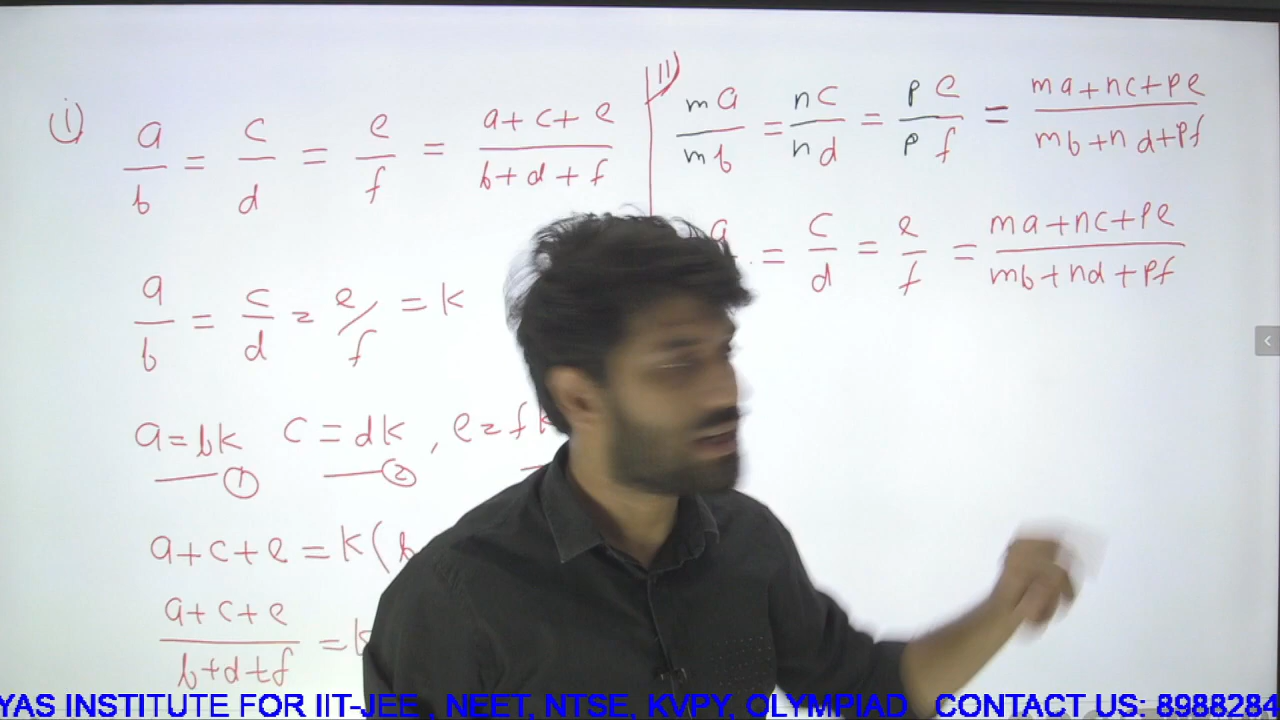 i)
a/b = c/d = e/f = a+c+e/b+d+f
a/b = c/d = e/f = k
a=bk c=dk , e=fk
1 2
a+c+e = k(b
a+c+e/b+d+f = k
ii)
ma/mb = nc/nd = pe/pf = ma+nc+pe/mb+nd+pf
a = c/d = e/f = ma+nc+pe/mb+nd+pf
YAS INSTITUTE FOR IIT-JEE , NEET, NTSE, KVPY, OLYMPIAD CONTACT US: 8988284